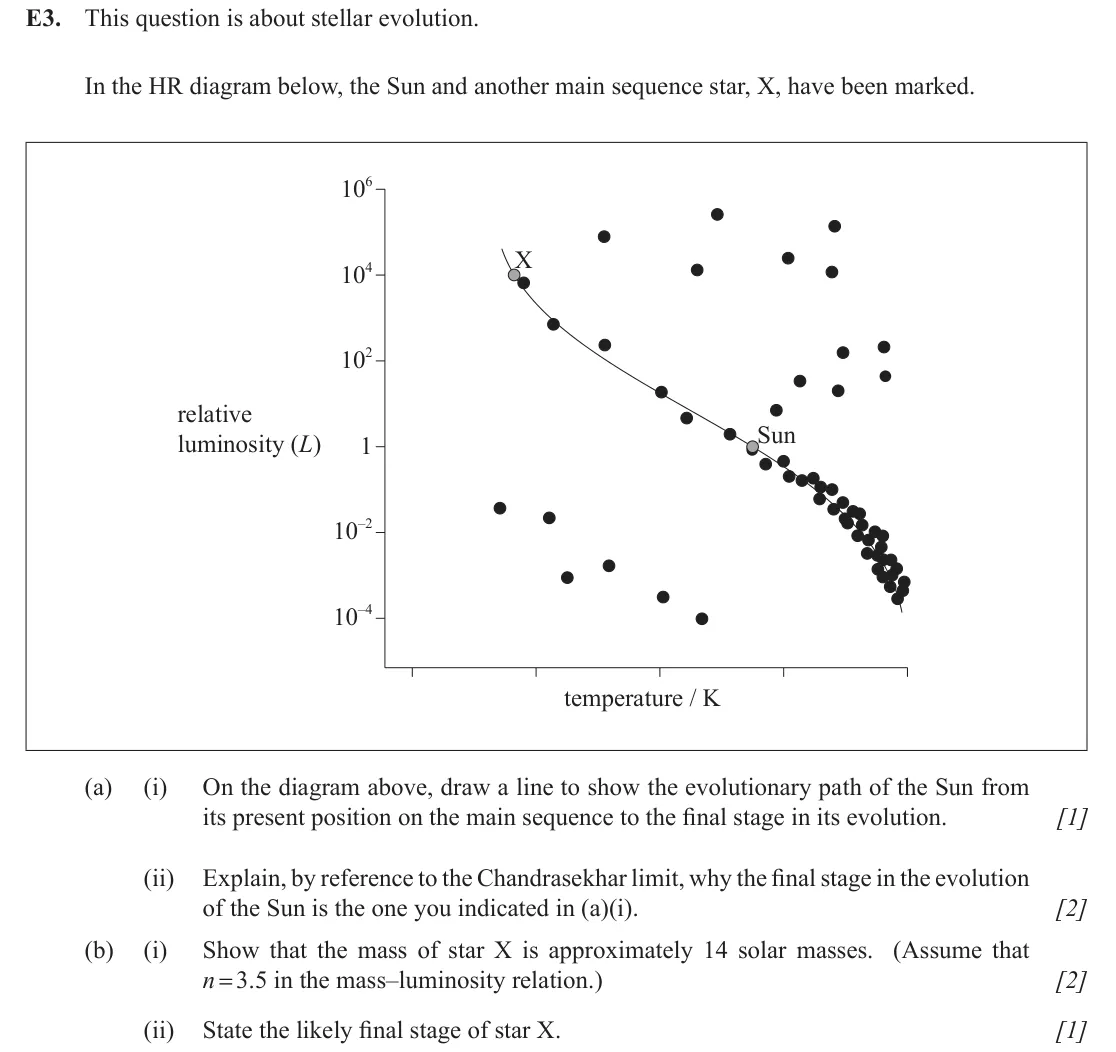 E3. This question is about stellar evolution.
In the HR diagram below, the Sun and another main sequence star, X, have been marked.
10⁶
X
10⁴
10²
relative
luminosity (L)
1
Sun
10⁻²
10⁻⁴
temperature / K
(a) (i) On the diagram above, draw a line to show the evolutionary path of the Sun from
its present position on the main sequence to the final stage in its evolution. [1]
(ii) Explain, by reference to the Chandrasekhar limit, why the final stage in the evolution
of the Sun is the one you indicated in (a)(i). [2]
(b) (i) Show that the mass of star X is approximately 14 solar masses. (Assume that
n=3.5 in the mass–luminosity relation.) [2]
(ii) State the likely final stage of star X. [1]